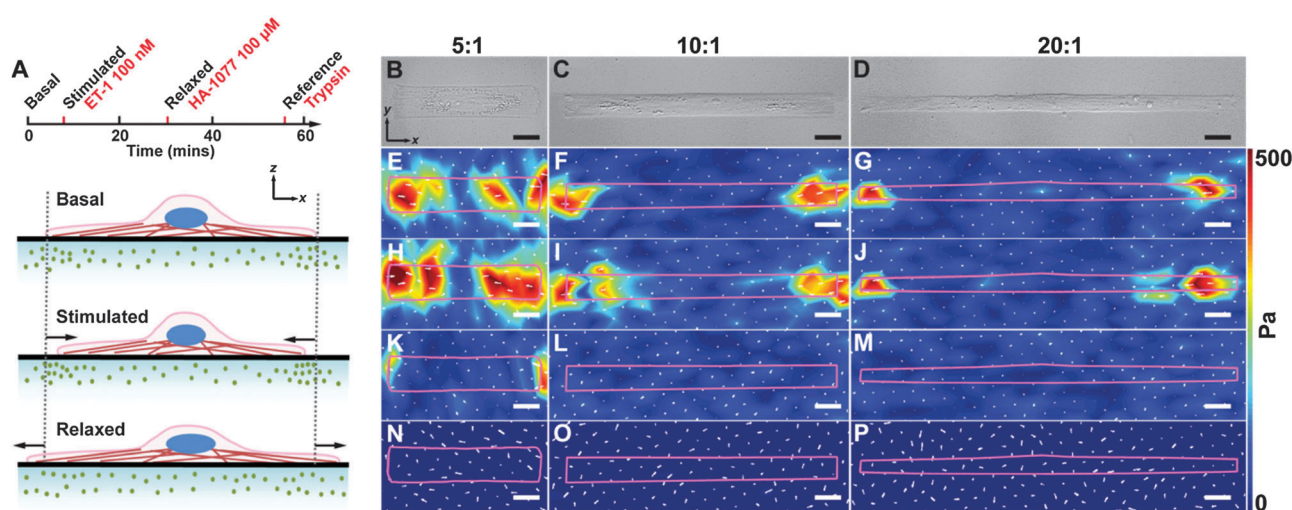 5:1
10:1
20:1
A
Basal
Stimulated
ET-1 100 nM
Relaxed
HA-1077 100 µM
Reference
Trypsin
0
20
40
60
Time (mins)
z
x
Basal
Stimulated
Relaxed
B
y
x
C
D
E
F
G
H
I
J
K
L
M
N
O
P
500
Pa
0